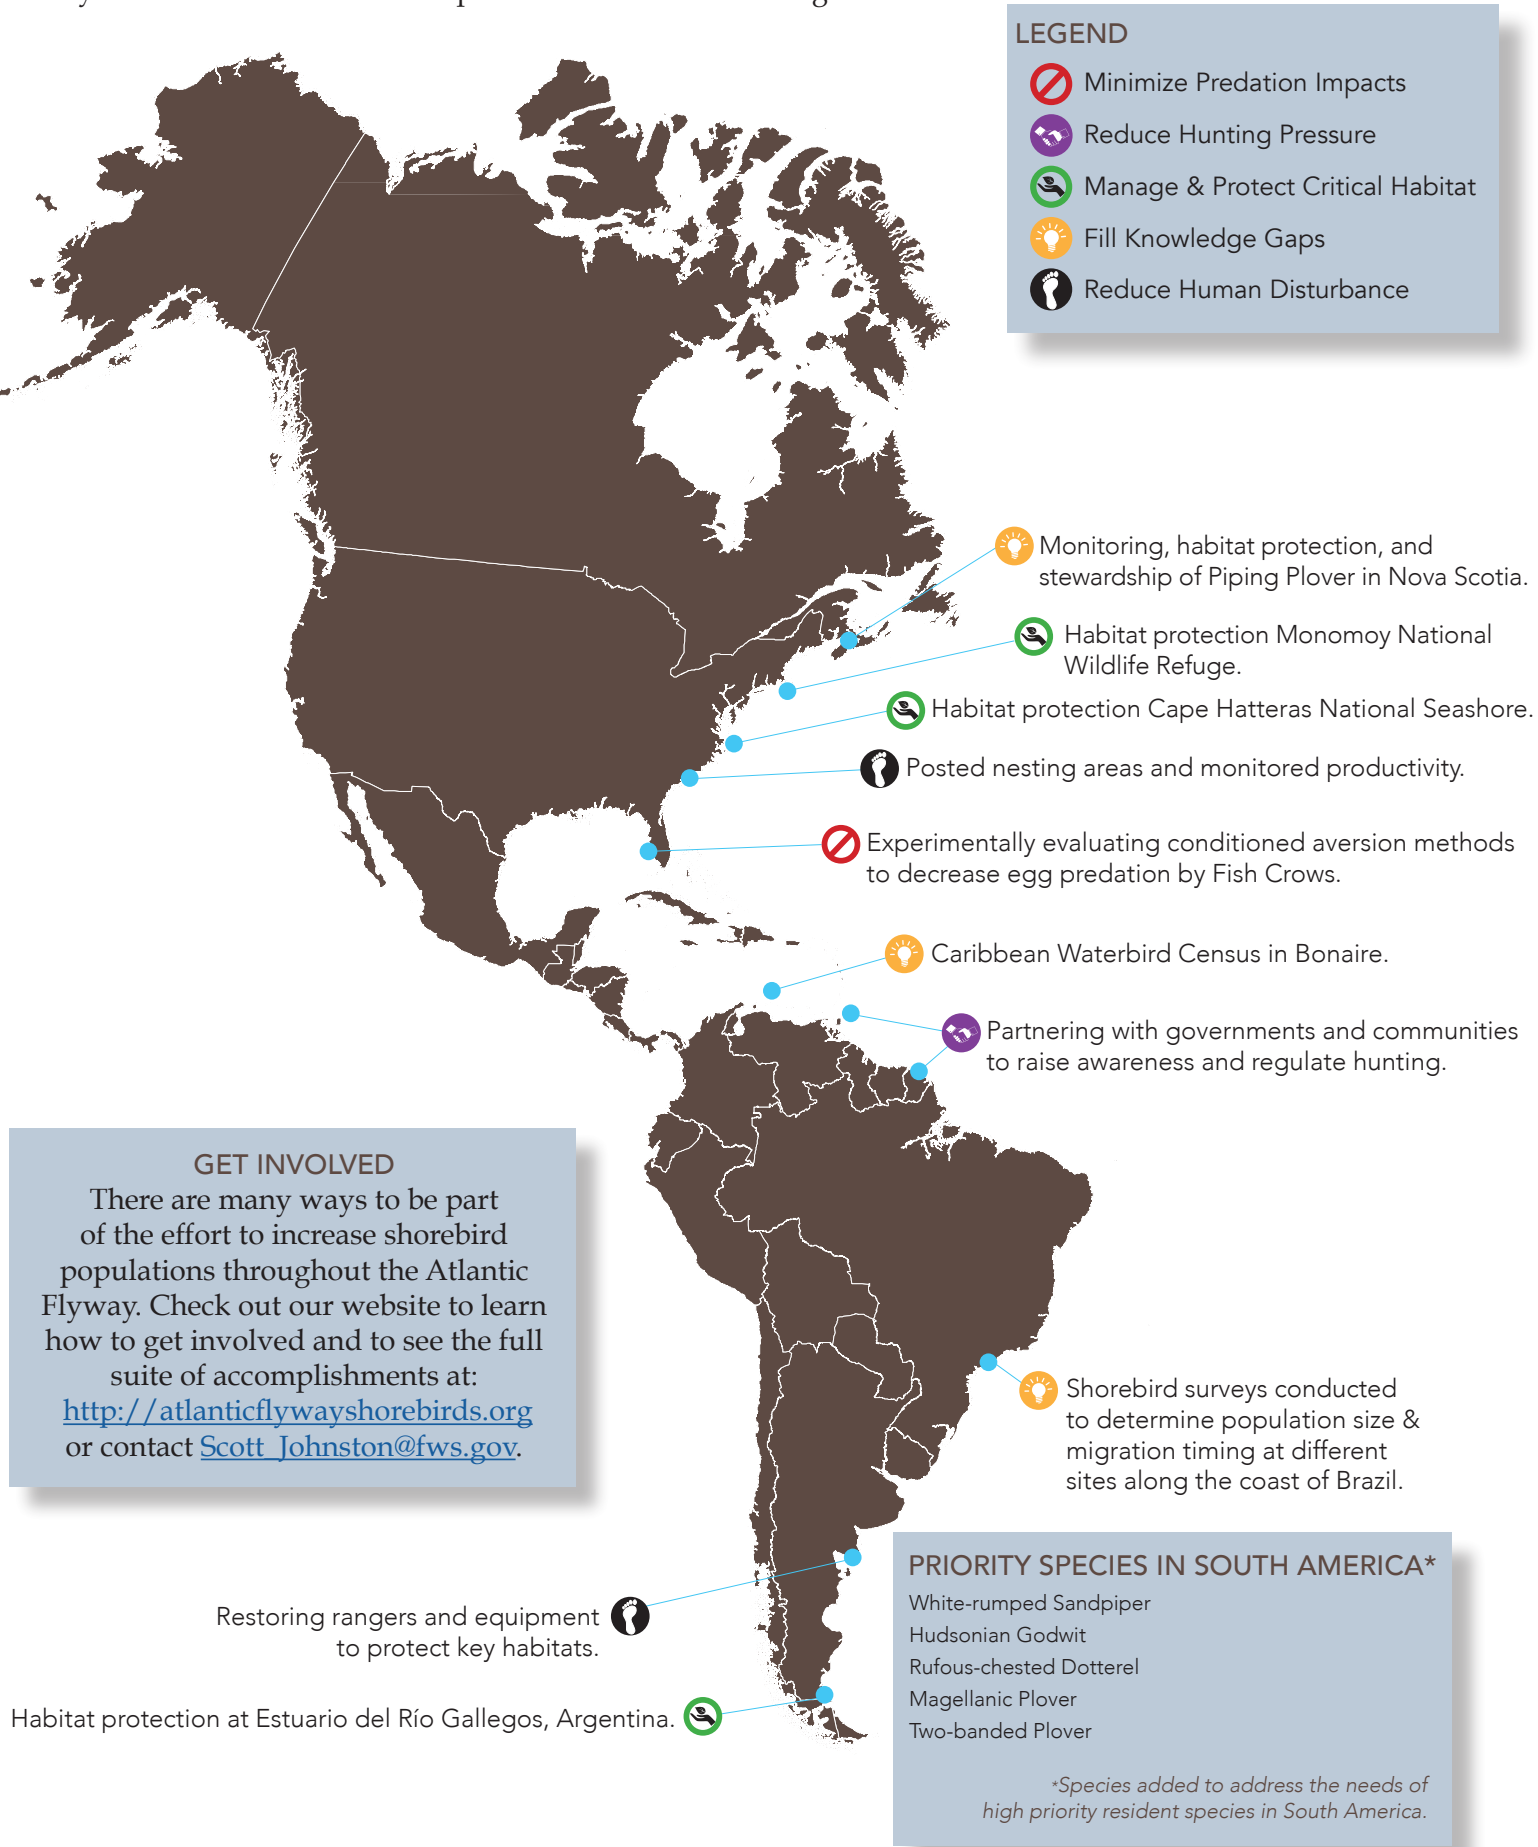 LEGEND
Minimize Predation Impacts
Reduce Hunting Pressure
Manage & Protect Critical Habitat
Fill Knowledge Gaps
Reduce Human Disturbance
Monitoring, habitat protection, and
stewardship of Piping Plover in Nova Scotia.
Habitat protection Monomoy National
Wildlife Refuge.
Habitat protection Cape Hatteras National Seashore.
Posted nesting areas and monitored productivity.
Experimentally evaluating conditioned aversion methods
to decrease egg predation by Fish Crows.
Caribbean Waterbird Census in Bonaire.
Partnering with governments and communities
to raise awareness and regulate hunting.
GET INVOLVED
There are many ways to be part
of the effort to increase shorebird
populations throughout the Atlantic
Flyway. Check out our website to learn
how to get involved and to see the full
suite of accomplishments at:
http://atlanticflywayshorebirds.org
or contact Scott_Johnston@fws.gov.
Shorebird surveys conducted
to determine population size &
migration timing at different
sites along the coast of Brazil.
Restoring rangers and equipment
to protect key habitats.
Habitat protection at Estuario del Río Gallegos, Argentina.
PRIORITY SPECIES IN SOUTH AMERICA*
White-rumped Sandpiper
Hudsonian Godwit
Rufous-chested Dotterel
Magellanic Plover
Two-banded Plover
*Species added to address the needs of
high priority resident species in South America.